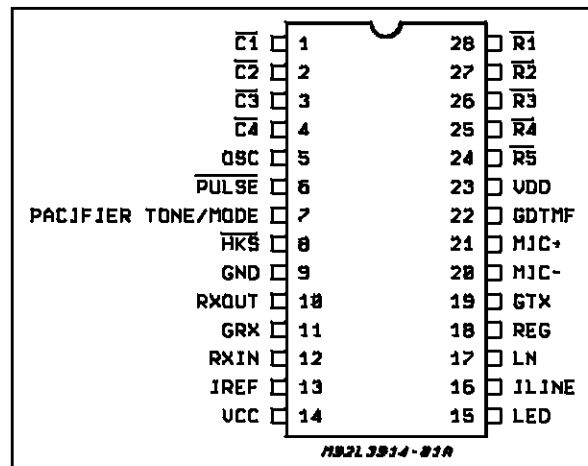 C1 1 28 R1
C2 2 27 R2
C3 3 26 R3
C4 4 25 R4
OSC 5 24 R5
PULSE 6 23 VDD
PACIFIER TONE/MODE 7 22 GDTMF
HKS 8 21 MIC+
GND 9 20 MIC-
RXOUT 10 19 GTX
GRX 11 18 REG
RXIN 12 17 LN
IREF 13 16 ILINE
VCC 14 15 LED
M92L3914-01A